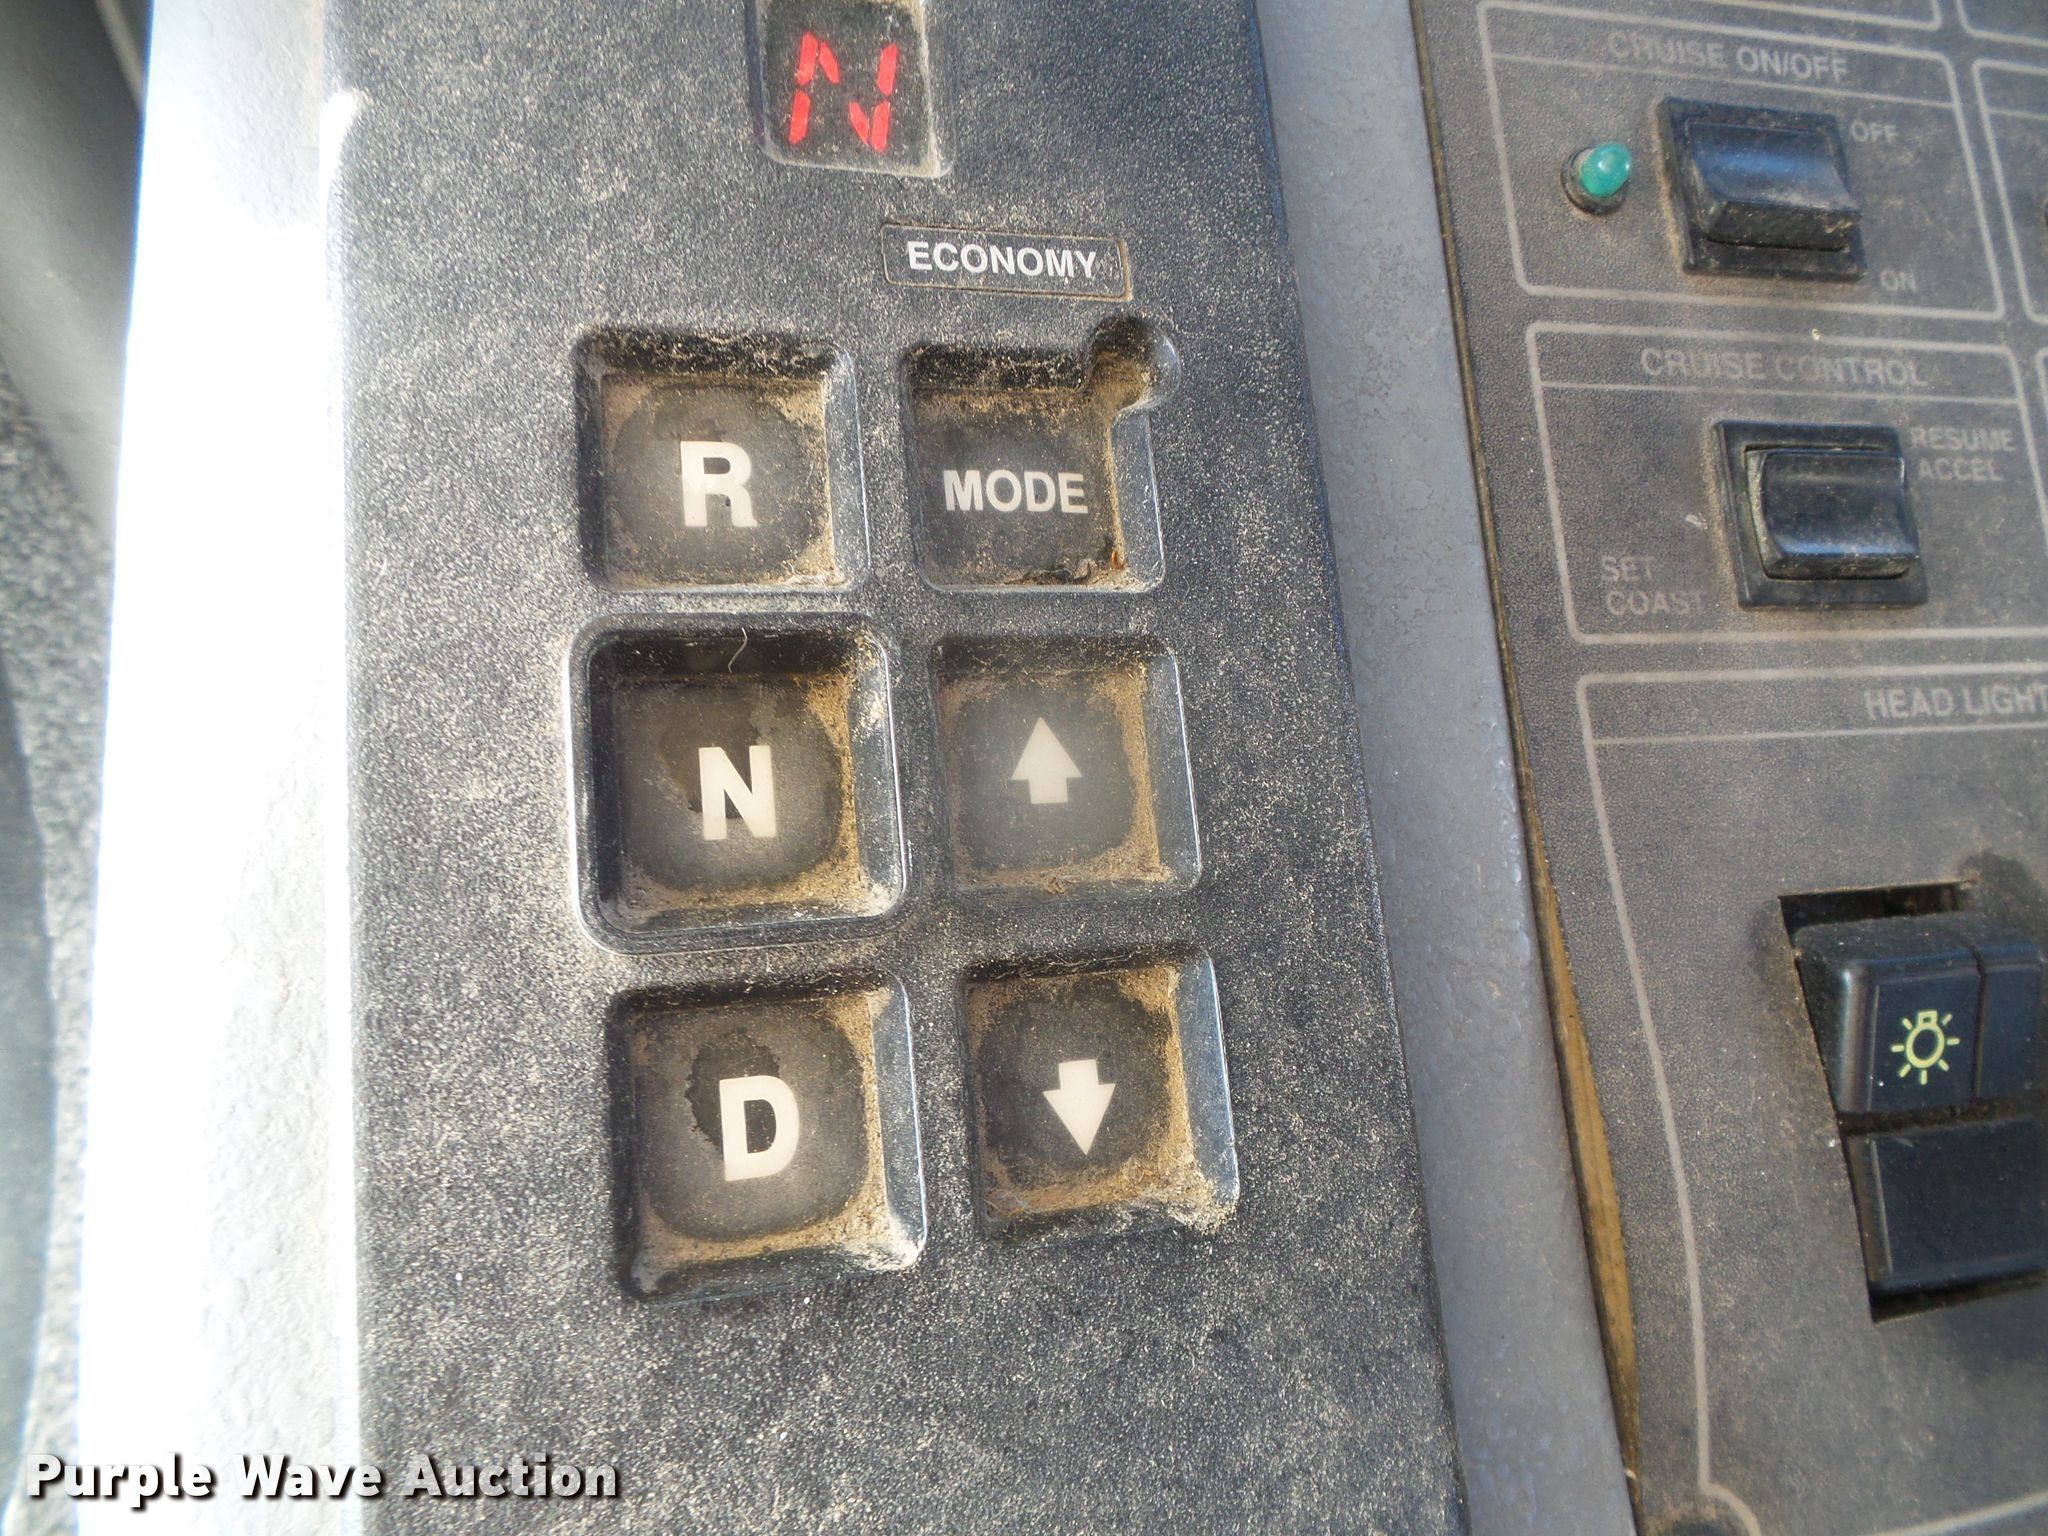 N
ECONOMY
R
MODE
N
D
CRUISE ON/OFF
OFF
ON
CRUISE CONTROL
RESUME
ACCEL
SET
COAST
HEAD LIGHT
Purple Wave Auction